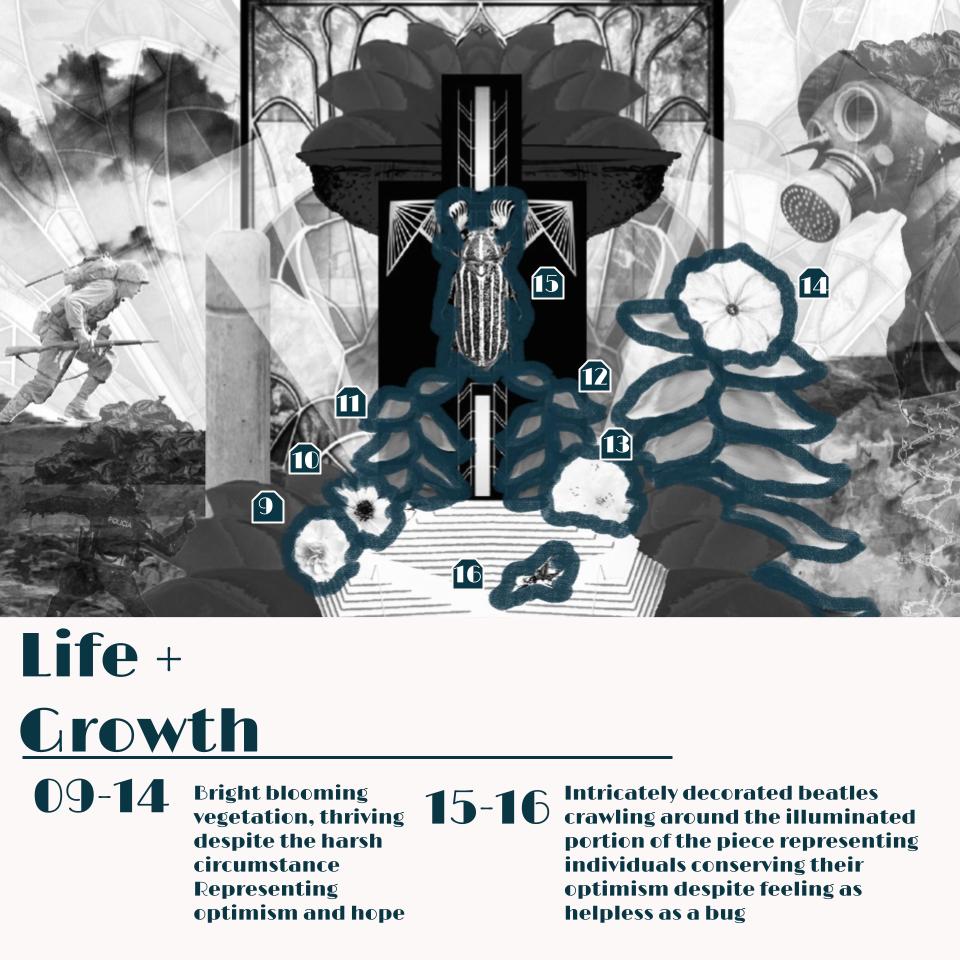 15
14
12
11
13
10
9
POLICIA
16
Life +
Growth
09-14
Bright blooming
vegetation, thriving
despite the harsh
circumstance
Representing
optimism and hope
15-16
Intricately decorated beatles
crawling around the illuminated
portion of the piece representing
individuals conserving their
optimism despite feeling as
helpless as a bug